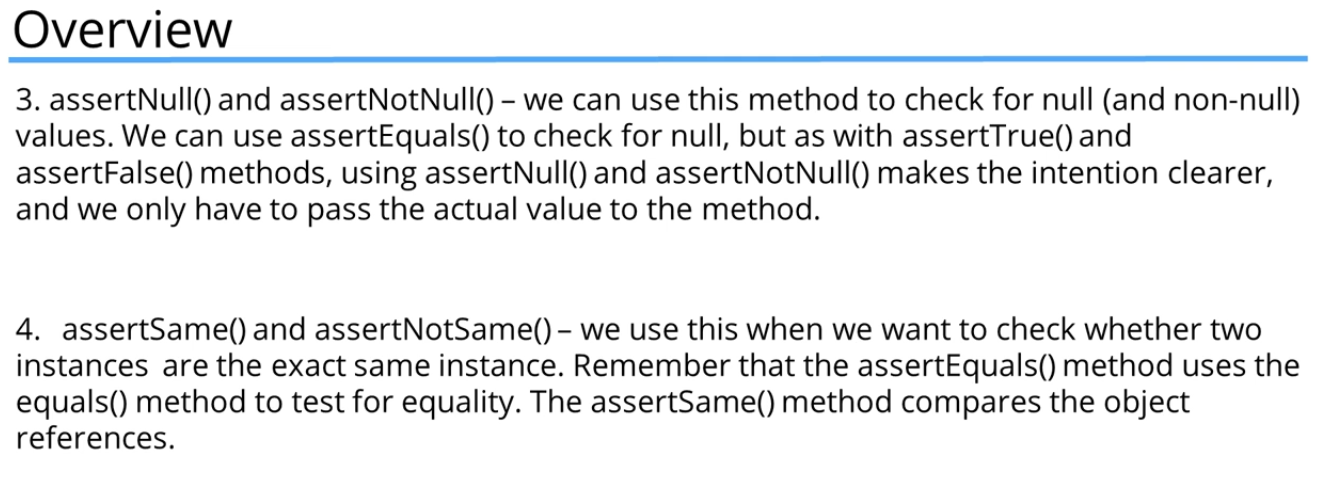 Overview
3. assertNull() and assertNotNull() – we can use this method to check for null (and non-null)
values. We can use assertEquals() to check for null, but as with assertTrue() and
assertFalse() methods, using assertNull() and assertNotNull() makes the intention clearer,
and we only have to pass the actual value to the method.
4. assertSame() and assertNotSame() – we use this when we want to check whether two
instances are the exact same instance. Remember that the assertEquals() method uses the
equals() method to test for equality. The assertSame() method compares the object
references.